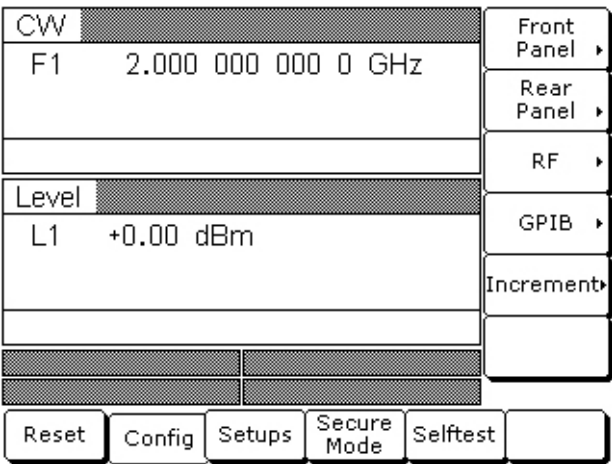 CW
F1 2.000 000 000 0 GHz
Level
L1 +0.00 dBm
Front
Panel
Rear
Panel
RF
GPIB
Increment
Reset
Config
Setups
Secure
Mode
Selftest